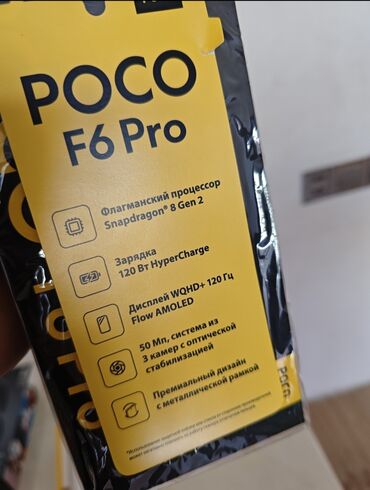 POCO
F6 Pro
Флагманский процессор
Snapdragon® 8 Gen 2
Зарядка
120 Вт HyperCharge
Дисплей WQHD+ 120 Гц
Flow AMOLED
50 Мп, система из
3 камер с оптической
стабилизацией
Премиальный дизайн
с металлической рамкой
POCO